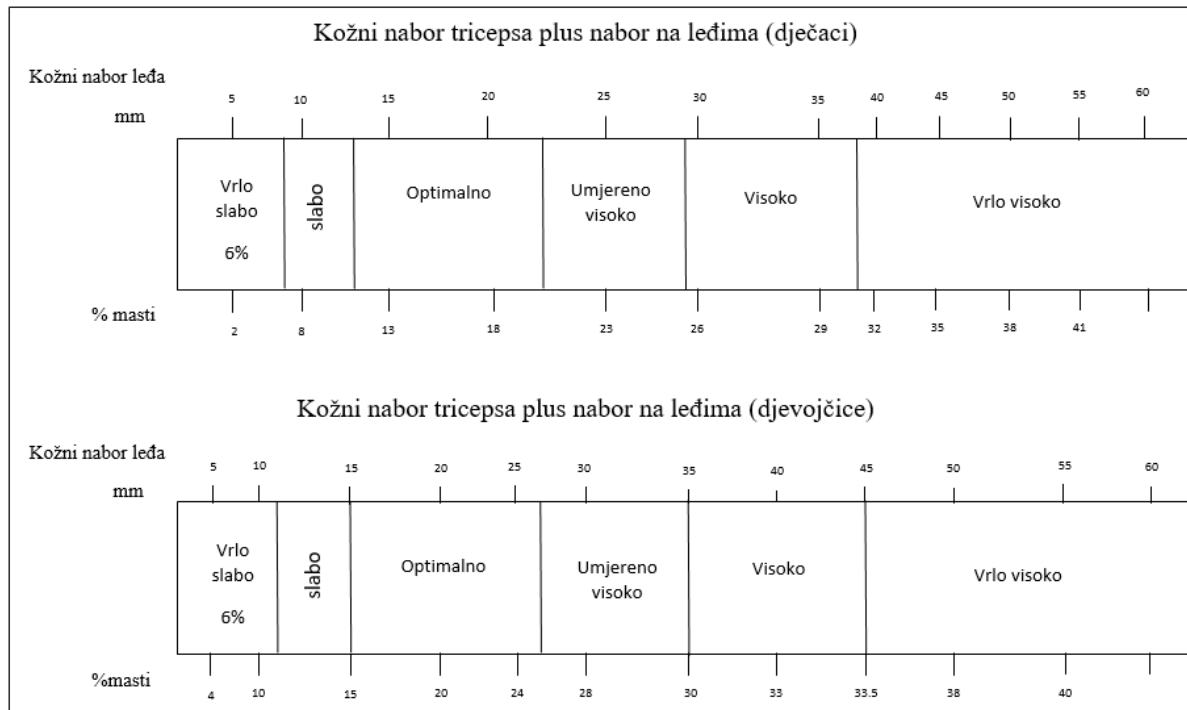 Kožni nabor tricepsa plus nabor na leđima (dječaci)
Kožni nabor leđa
mm
5 10 15 20 25 30 35 40 45 50 55 60
Vrlo slabo 6%
slabo
Optimalno
Umjereno visoko
Visoko
Vrlo visoko
% masti
2 8 13 18 23 26 29 32 35 38 41
Kožni nabor tricepsa plus nabor na leđima (djevojčice)
Kožni nabor leđa
mm
5 10 15 20 25 30 35 40 45 50 55 60
Vrlo slabo 6%
slabo
Optimalno
Umjereno visoko
Visoko
Vrlo visoko
%masti
4 10 15 20 24 28 30 33 33.5 38 40